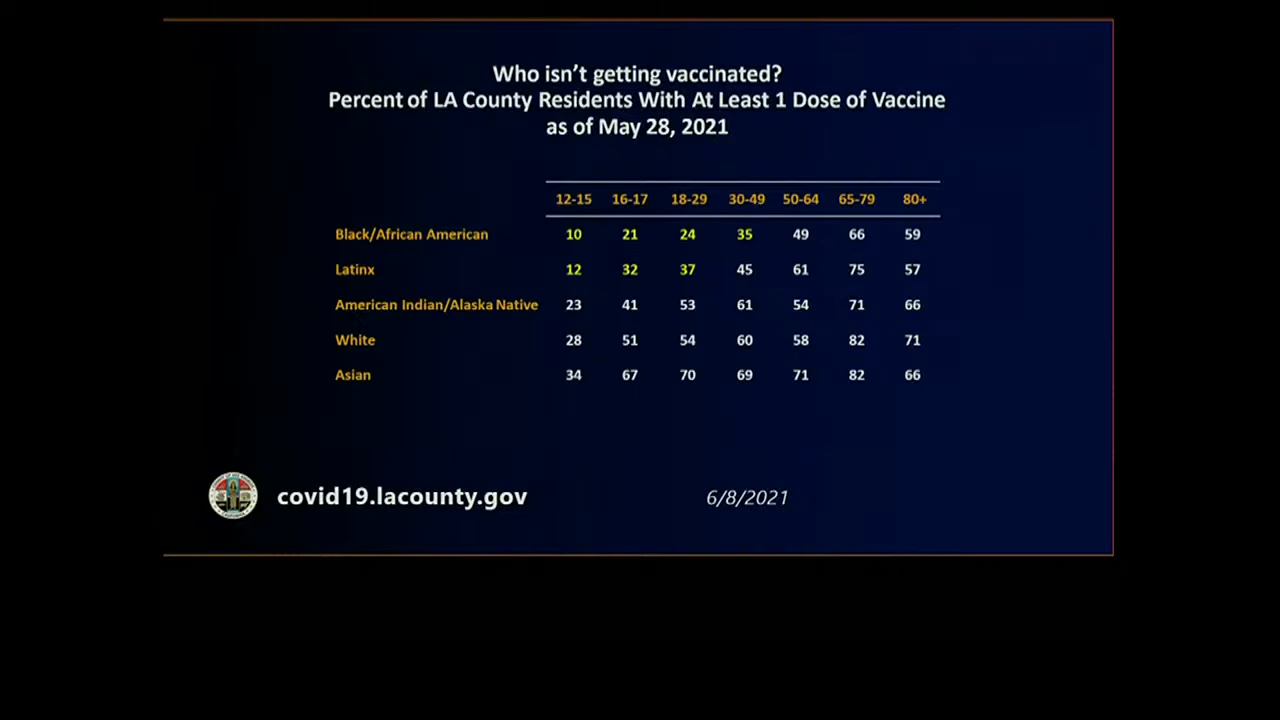 Who isn't getting vaccinated?
Percent of LA County Residents With At Least 1 Dose of Vaccine
as of May 28, 2021
12-15 16-17 18-29 30-49 50-64 65-79 80+
Black/African American 10 21 24 35 49 66 59
Latinx 12 32 37 45 61 75 57
American Indian/Alaska Native 23 41 53 61 54 71 66
White 28 51 54 60 58 82 71
Asian 34 67 70 69 71 82 66
covid19.lacounty.gov 6/8/2021